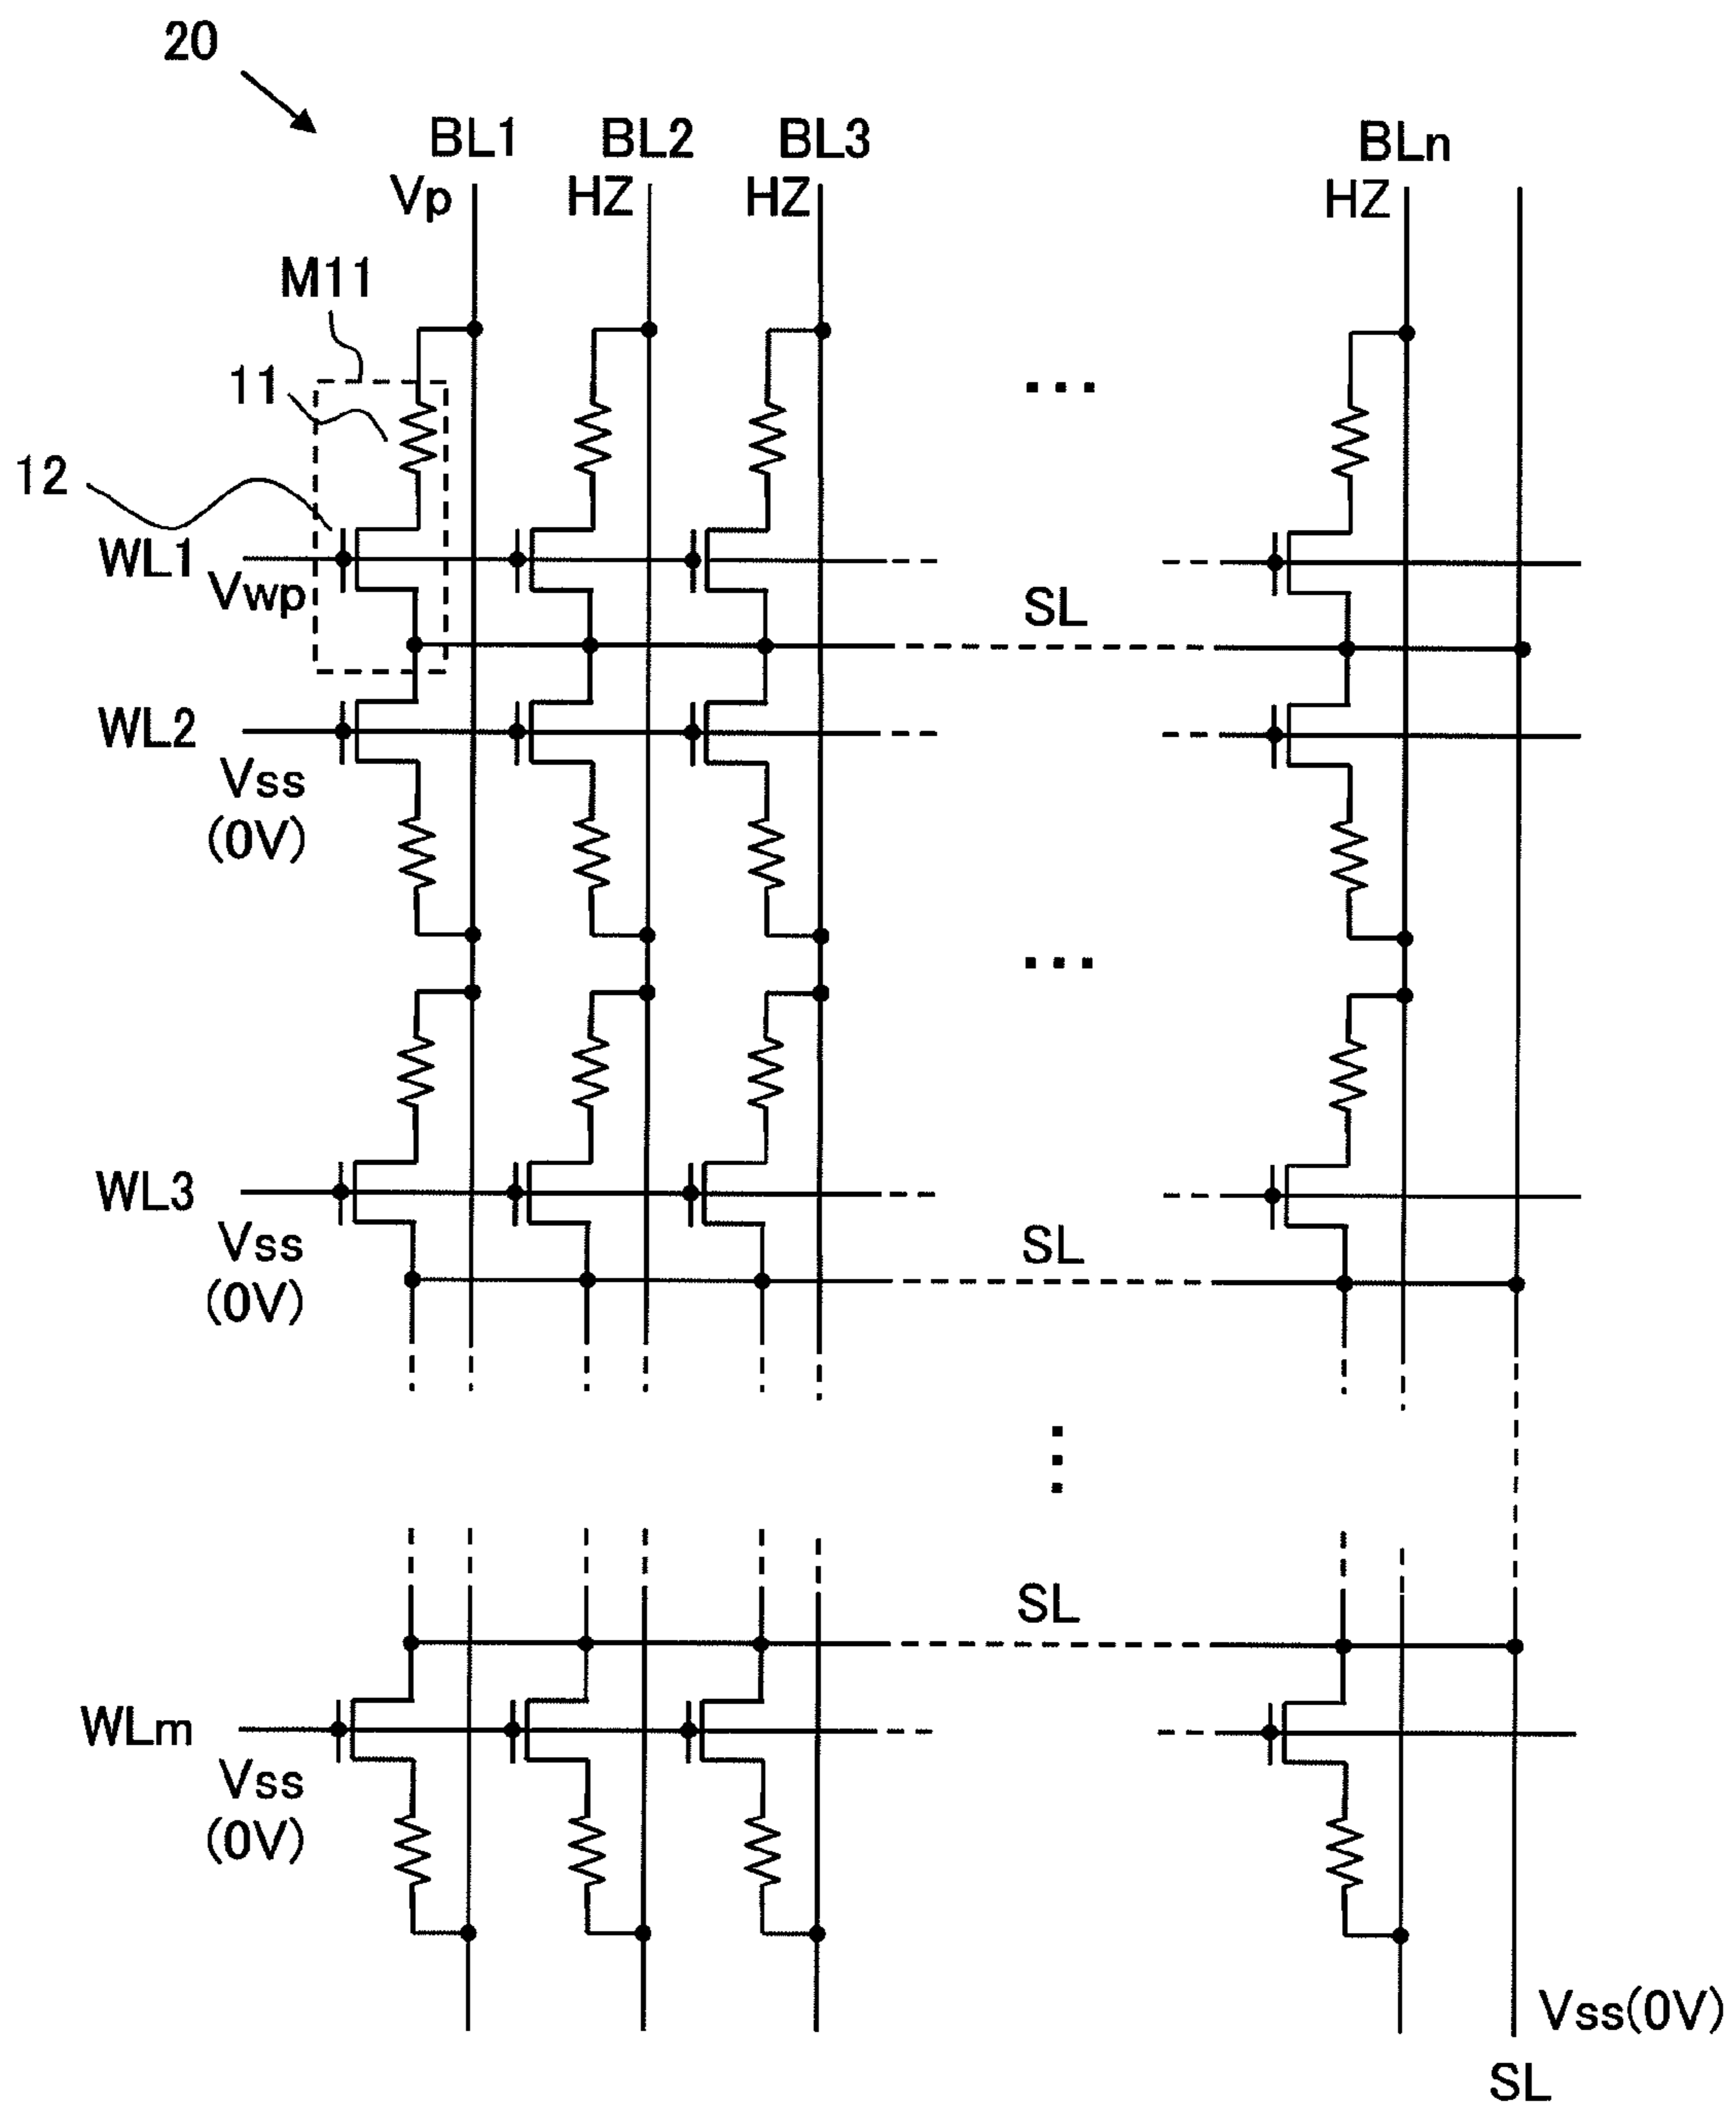 20
BL1 BL2 BL3 BLn
Vp HZ HZ HZ
M11
11
12
WL1
Vwp
SL
WL2
Vss
(0V)
WL3
Vss
(0V)
SL
SL
WLm
Vss
(0V)
Vss(0V)
SL